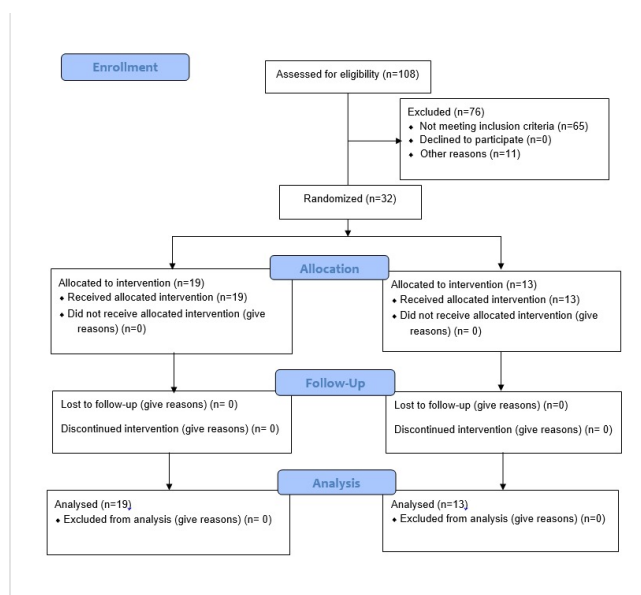 Enrollment
Assessed for eligibility (n=108)
Excluded (n=76)
⬥ Not meeting inclusion criteria (n=65)
⬥ Declined to participate (n=0)
⬥ Other reasons (n=11)
Randomized (n=32)
Allocation
Allocated to intervention (n=19)
⬥ Received allocated intervention (n=19)
⬥ Did not receive allocated intervention (give
reasons) (n=0)
Allocated to intervention (n=13)
⬥ Received allocated intervention (n=13)
⬥ Did not receive allocated intervention (give
reasons) (n= 0)
Follow-Up
Lost to follow-up (give reasons) (n= 0)
Discontinued intervention (give reasons) (n= 0)
Lost to follow-up (give reasons) (n=0)
Discontinued intervention (give reasons) (n= 0)
Analysis
Analysed (n=19)
⬥ Excluded from analysis (give reasons) (n= 0)
Analysed (n=13)
⬥ Excluded from analysis (give reasons) (n=0)